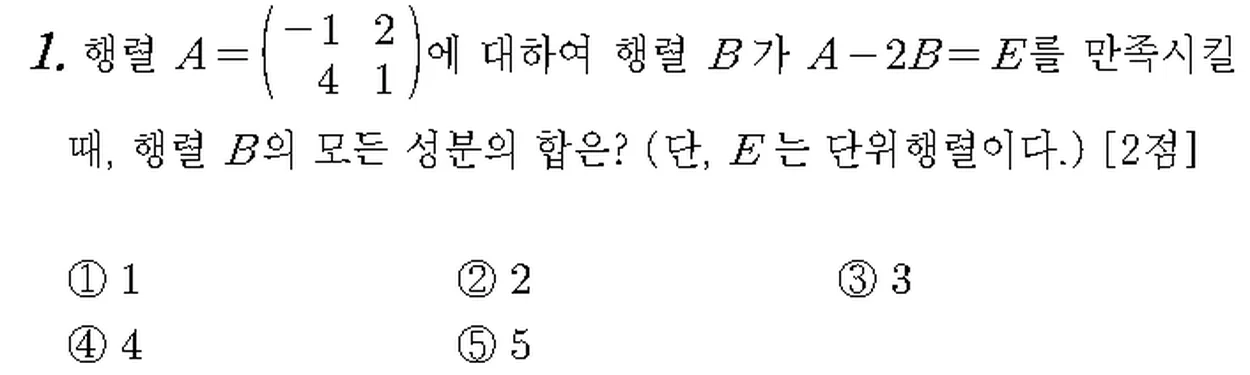 1. 행렬 A=(-1 2
4 1)에 대하여 행렬 B가 A-2B=E를 만족시킬
때, 행렬 B의 모든 성분의 합은? (단, E는 단위행렬이다.) [2점]
① 1 ② 2 ③ 3
④ 4 ⑤ 5